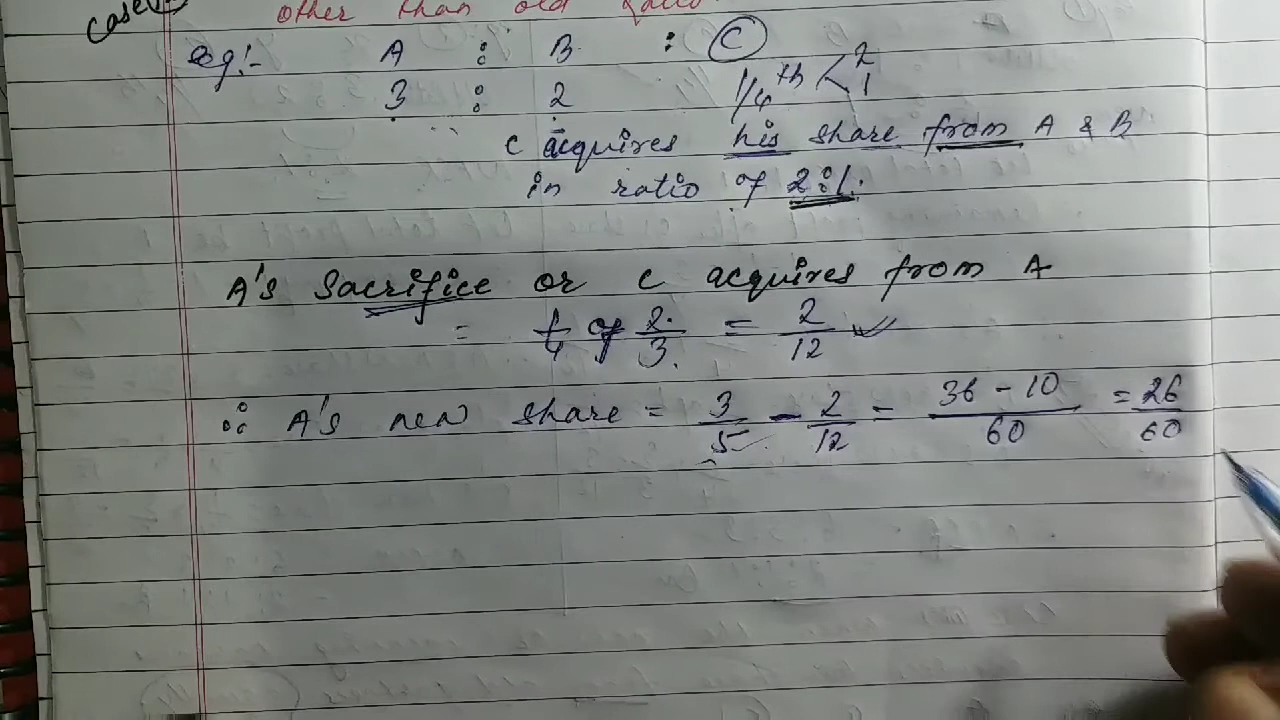 case
other than old ratio
eg:- A : B : C
3 : 2 1/4th < 2 1
C acquires his share from A & B
in ratio of 2:1.
A's Sacrifice or C acquires from A
= 1/4 of 2/3 = 2/12
∴ A's new share = 3/5 - 2/12 = 36 - 10 / 60 = 26/60